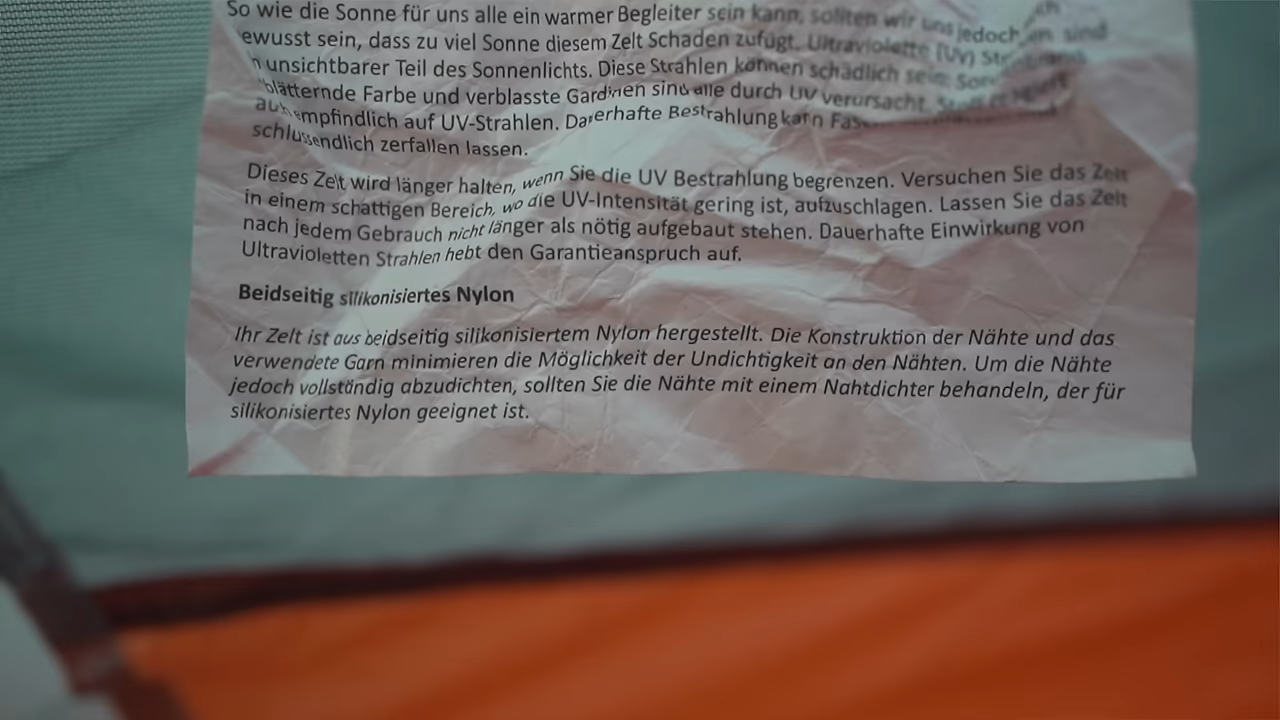 So wie die Sonne für uns alle ein warmer Begleiter sein kann, sollten wir uns jedoch
ewusst sein, dass zu viel Sonne diesem Zelt Schaden zufügt. Ultraviolette (UV) sind
n unsichtbarer Teil des Sonnenlichts. Diese Strahlen können schädlich sein.
blätternde Farbe und verblasste Gardinen sind alle durch UV verursacht.
auch empfindlich auf UV-Strahlen. Dauerhafte Bestrahlung kann
schlussendlich zerfallen lassen.
Dieses Zelt wird länger halten, wenn Sie die UV Bestrahlung begrenzen. Versuchen Sie das Zelt
in einem schattigen Bereich, wo die UV-Intensität gering ist, aufzuschlagen. Lassen Sie das Zelt
nach jedem Gebrauch nicht länger als nötig aufgebaut stehen. Dauerhafte Einwirkung von
Ultravioletten Strahlen hebt den Garantieanspruch auf.
Beidseitig silikonisiertes Nylon
Ihr Zelt ist aus beidseitig silikonisiertem Nylon hergestellt. Die Konstruktion der Nähte und das
verwendete Garn minimieren die Möglichkeit der Undichtigkeit an den Nähten. Um die Nähte
jedoch vollständig abzudichten, sollten Sie die Nähte mit einem Nahtdichter behandeln, der für
silikonisiertes Nylon geeignet ist.